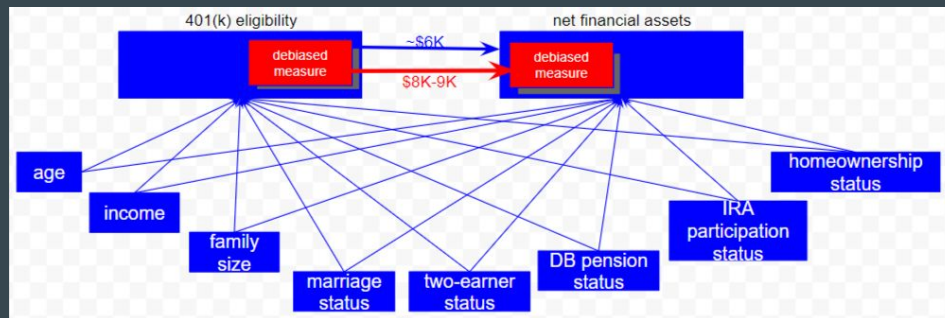 401(k) eligibility
net financial assets
debiased
measure
~$6K
$8K-9K
debiased
measure
age
income
family
size
marriage
status
two-earner
status
DB pension
status
IRA
participation
status
homeownership
status